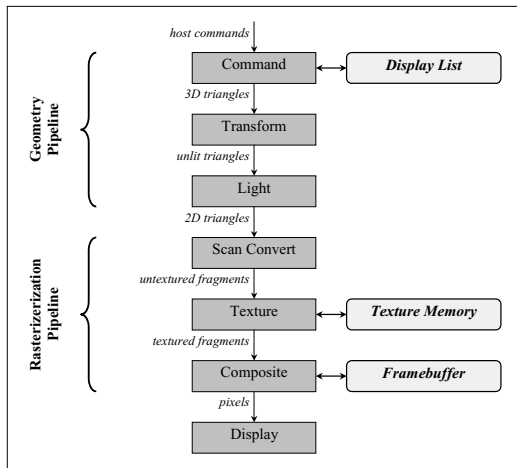 host commands
Command
Display List
3D triangles
Transform
unlit triangles
Light
2D triangles
Geometry
Pipeline
Scan Convert
untextured fragments
Texture
Texture Memory
textured fragments
Composite
Framebuffer
pixels
Display
Rasterizerization
Pipeline